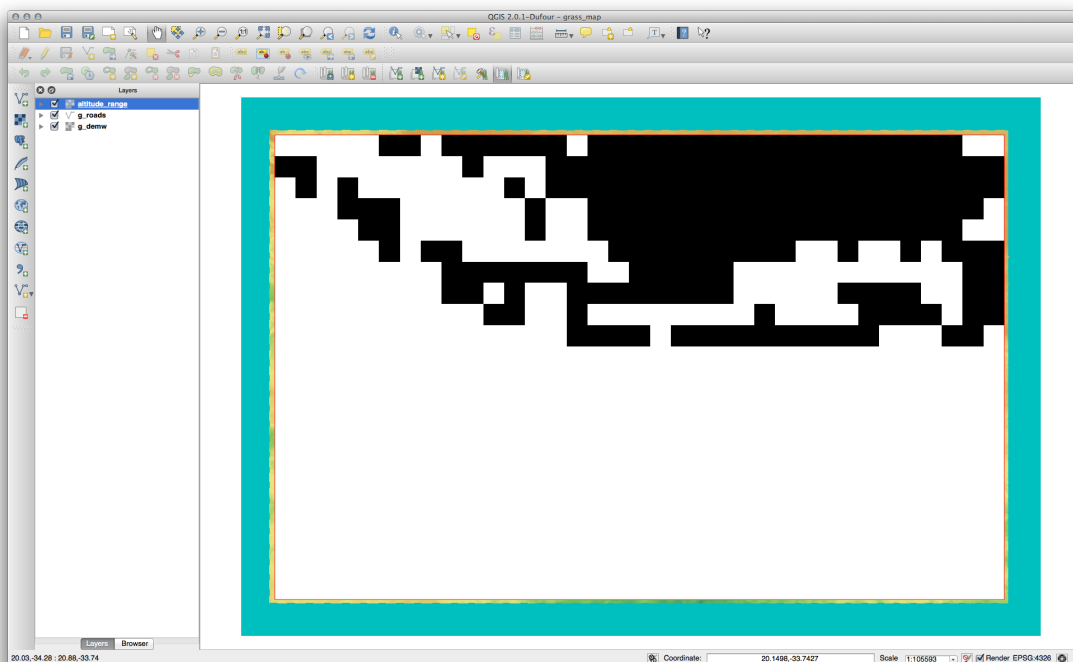 QGIS 2.0.1-Dufour - grass_map
Layers
altitude_range
g_roads
g_demw
Layers Browser
20.03,-34.28 : 20.88,-33.74
Coordinate: 20.1498,-33.7427 Scale 1:105593 Render EPSG:4326